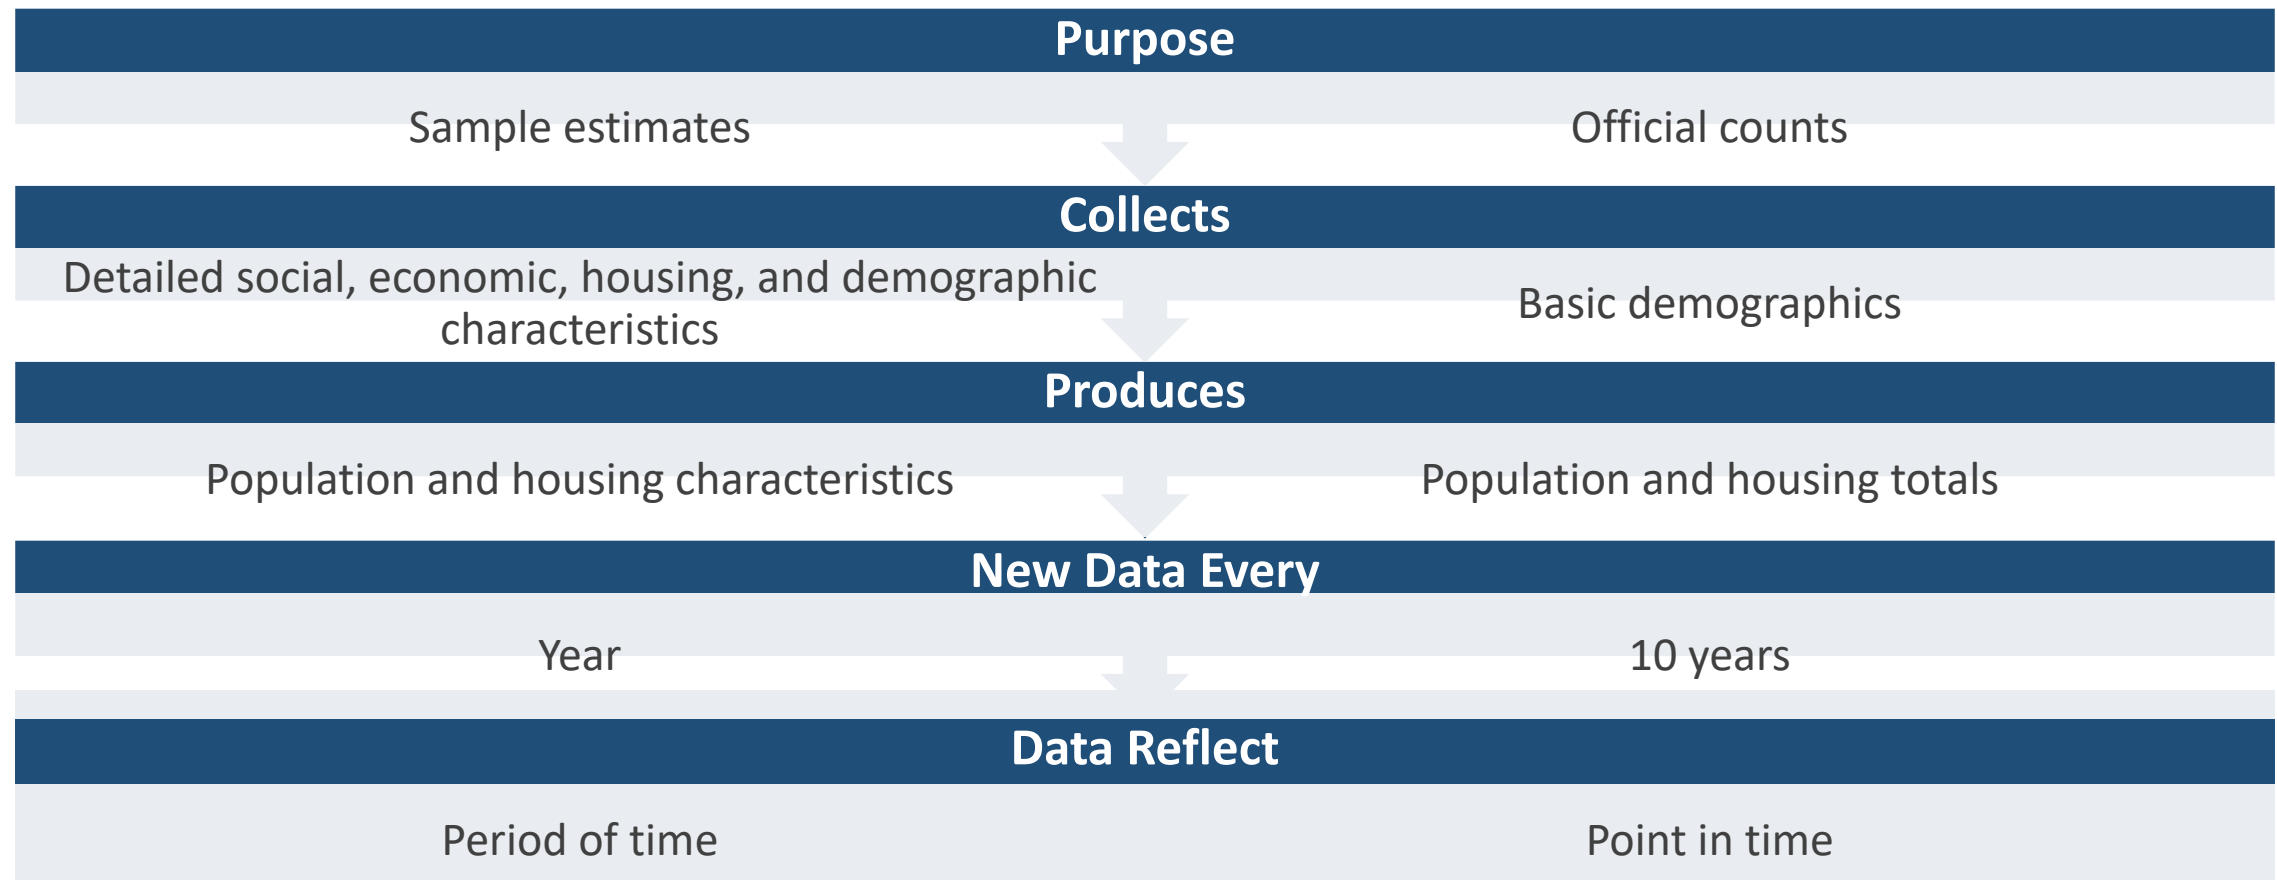 Purpose
Sample estimates
Official counts
Collects
Detailed social, economic, housing, and demographic
characteristics
Basic demographics
Produces
Population and housing characteristics
Population and housing totals
New Data Every
Year
10 years
Data Reflect
Period of time
Point in time